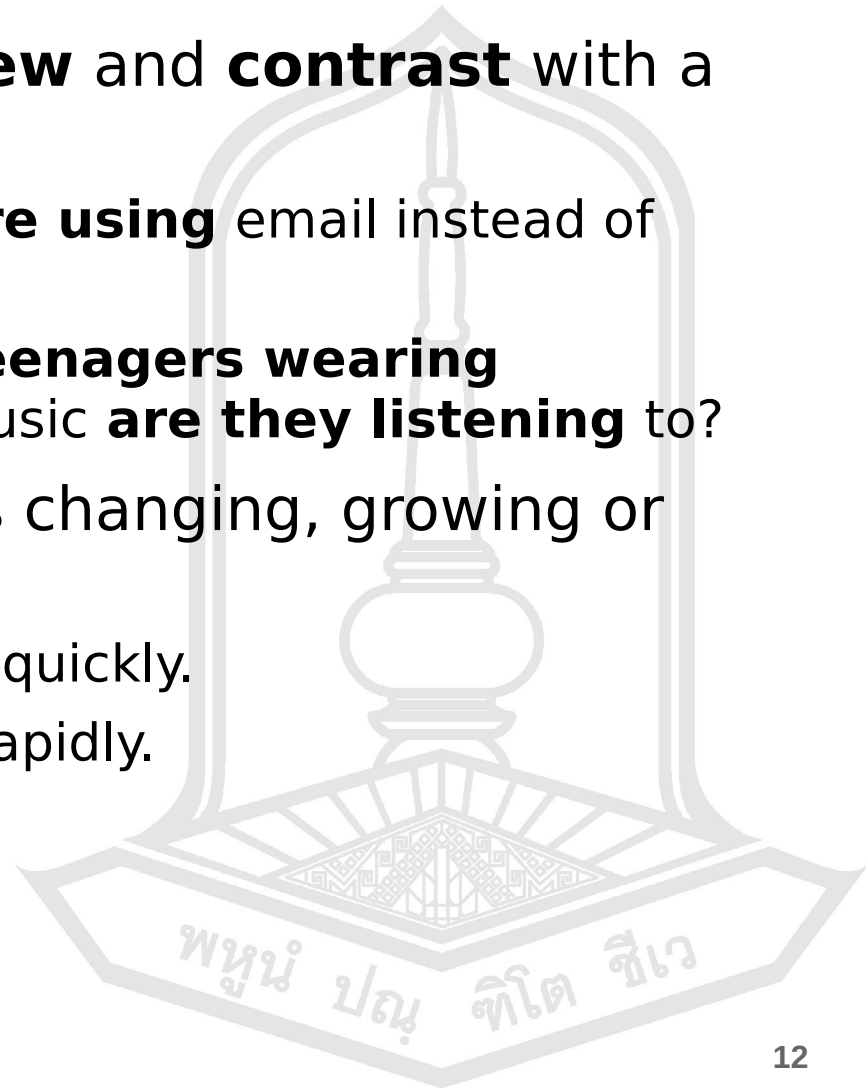 ew and contrast with a
re using email instead of
eenagers wearing
usic are they listening to?
s changing, growing or
quickly.
apidly.
พหูนํ ปณฺฑิโต ชีเว
12